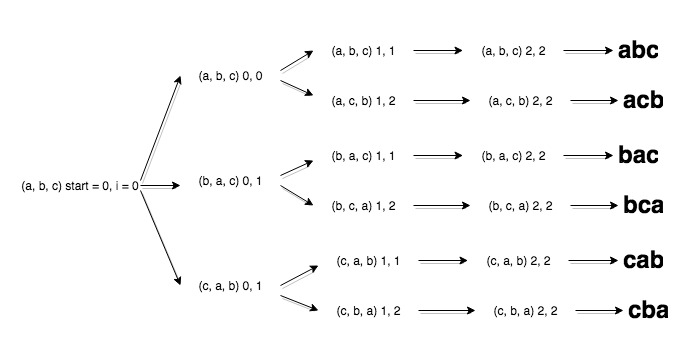 (a, b, c) 1, 1
(a, b, c) 2, 2
abc
(a, b, c) 0, 0
(a, c, b) 1, 2
(a, c, b) 2, 2
acb
(b, a, c) 1, 1
(b, a, c) 2, 2
bac
(a, b, c) start = 0, i = 0
(b, a, c) 0, 1
(b, c, a) 1, 2
(b, c, a) 2, 2
bca
(c, a, b) 1, 1
(c, a, b) 2, 2
cab
(c, a, b) 0, 1
(c, b, a) 1, 2
(c, b, a) 2, 2
cba